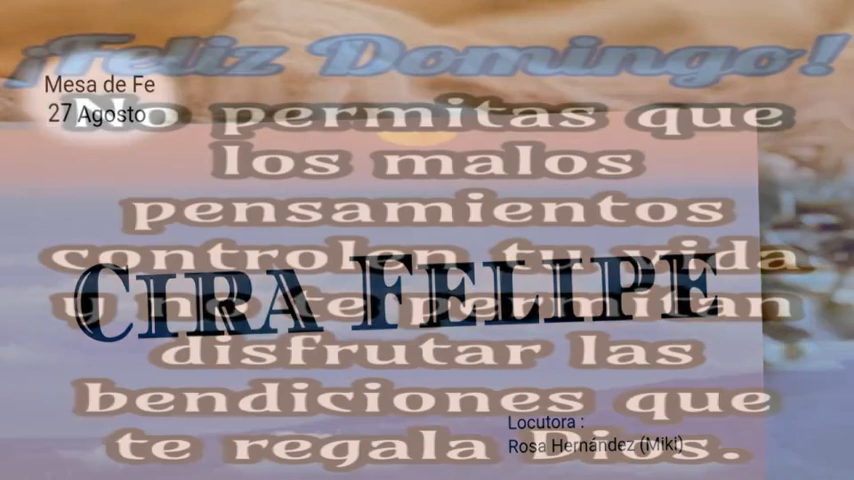 ¡Feliz Domingo!
Mesa de Fe
27 Agosto
No permitas que
los malos
pensamientos
controlen tu vida
y no te permitan
disfrutar las
bendiciones que
te regala Dios.
CIRA FELIPE
Locutora :
Rosa Hernández (Miki)